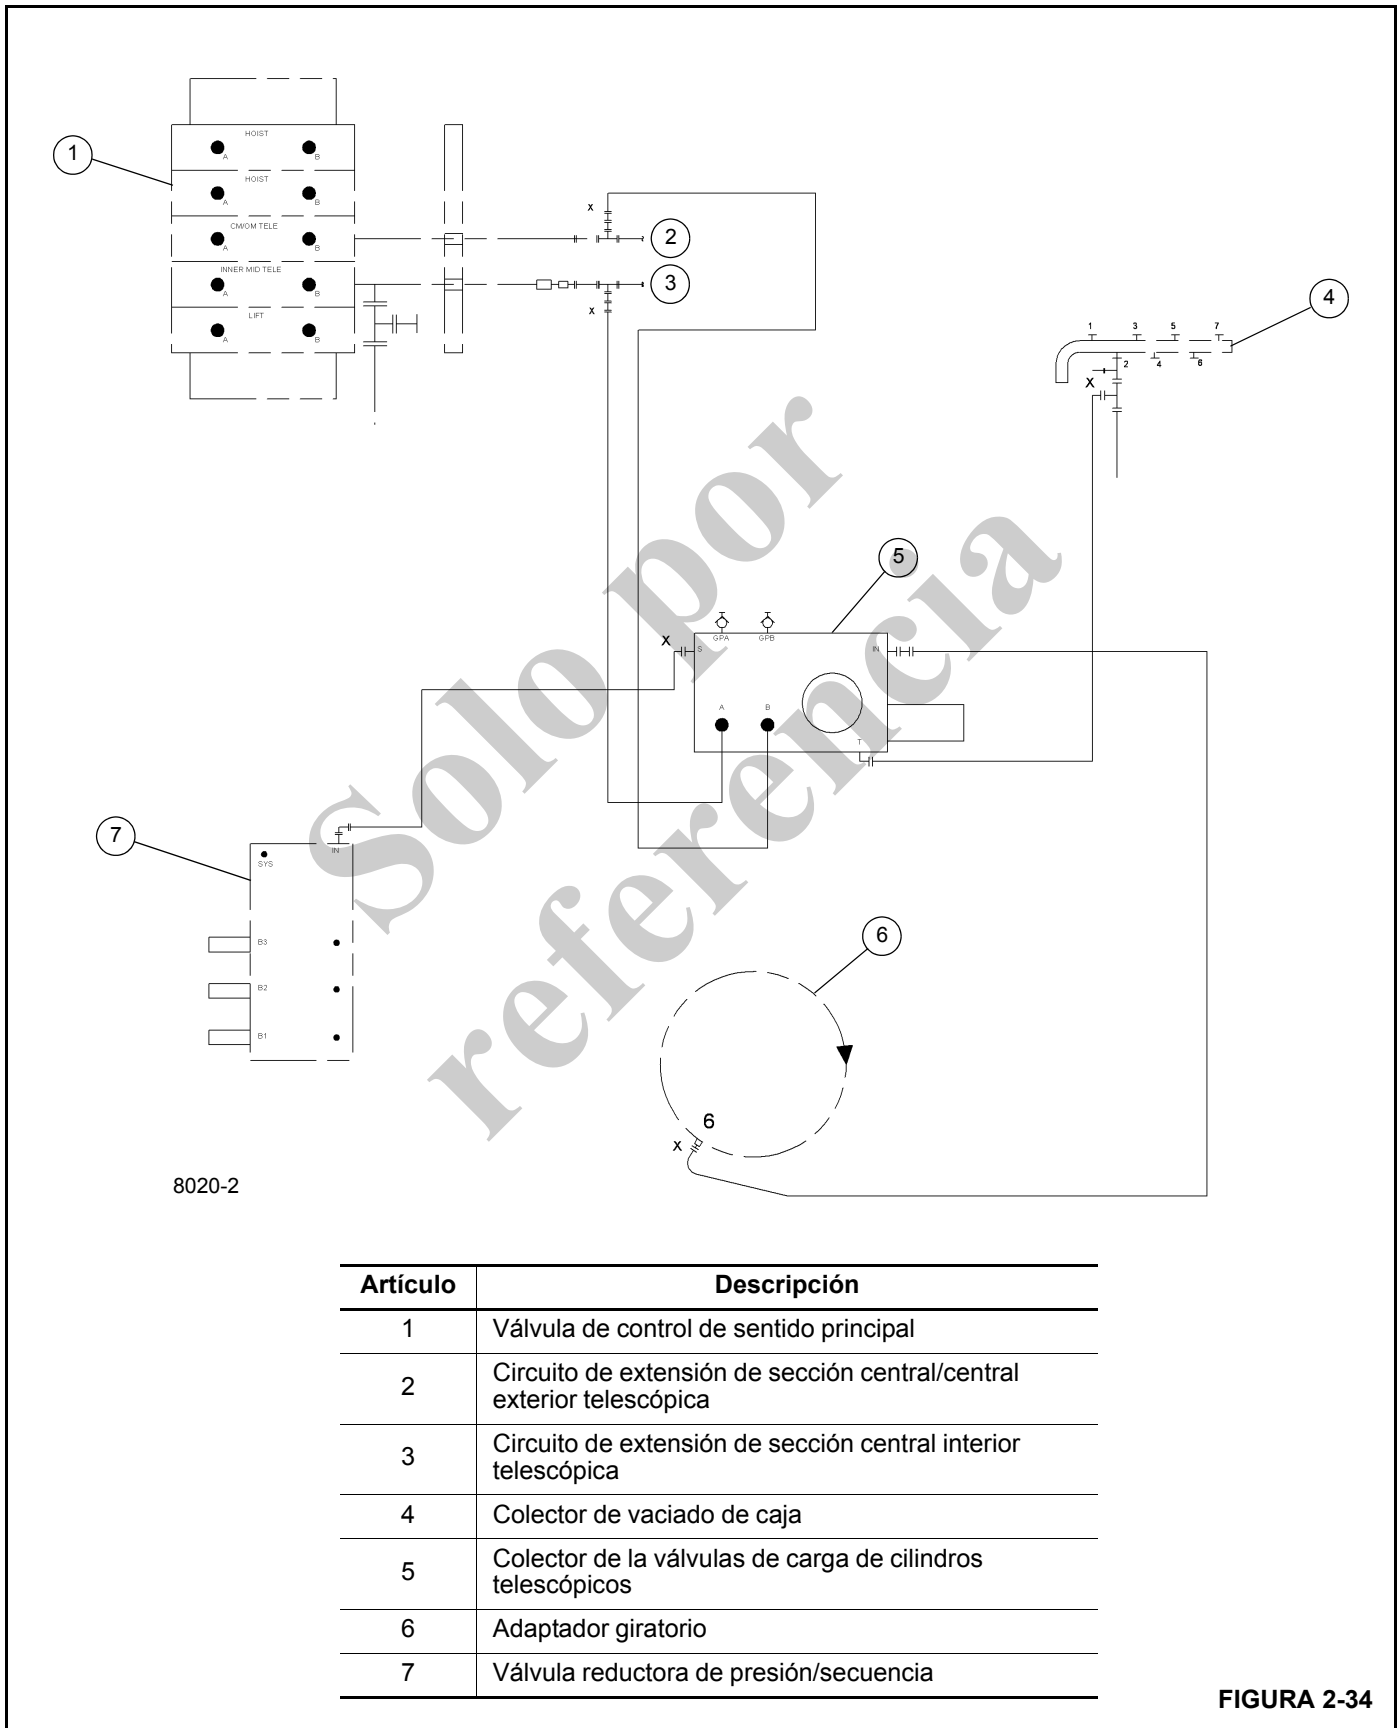 HOIST
A B
1
HOIST
A B
CM/OM TELE
A B
INNER MID TELE
A B
LIFT
A B
X
2
3
X
4
1 3 5 7
2 4 6
X
5
GPA GPB
X
S IN
A B
T
7
IN
SYS
B3
B2
B1
6
6
X
Solo por
referencia
8020-2
Artículo Descripción
1 Válvula de control de sentido principal
2 Circuito de extensión de sección central/central
exterior telescópica
3 Circuito de extensión de sección central interior
telescópica
4 Colector de vaciado de caja
5 Colector de la válvulas de carga de cilindros
telescópicos
6 Adaptador giratorio
7 Válvula reductora de presión/secuencia
FIGURA 2-34